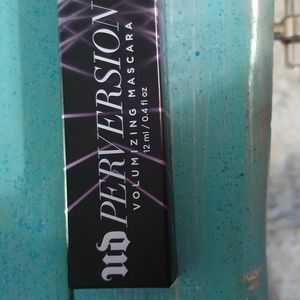 UD
PERVERSION
VOLUMIZING MASCARA
12 ml / 0.4 fl oz